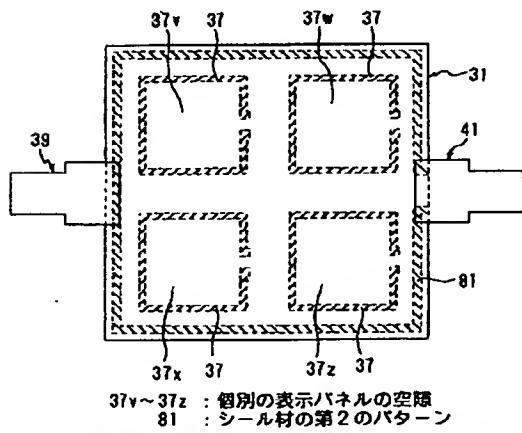 37v 37 37w 37
31
39
41
81
37x 37 37z 37
37v~37z : 個別の表示パネルの空隙
81 : シール材の第2のパターン